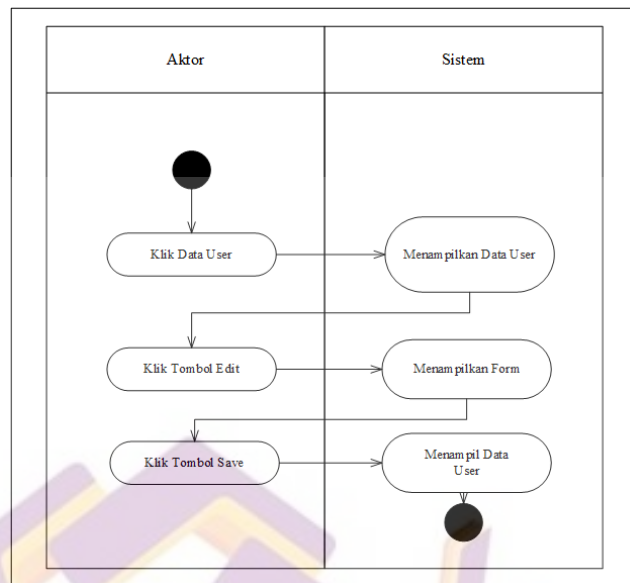 Aktor
Sistem
Klik Data User
Menampilkan Data User
Klik Tombol Edit
Menampilkan Form
Klik Tombol Save
Menampil Data
User